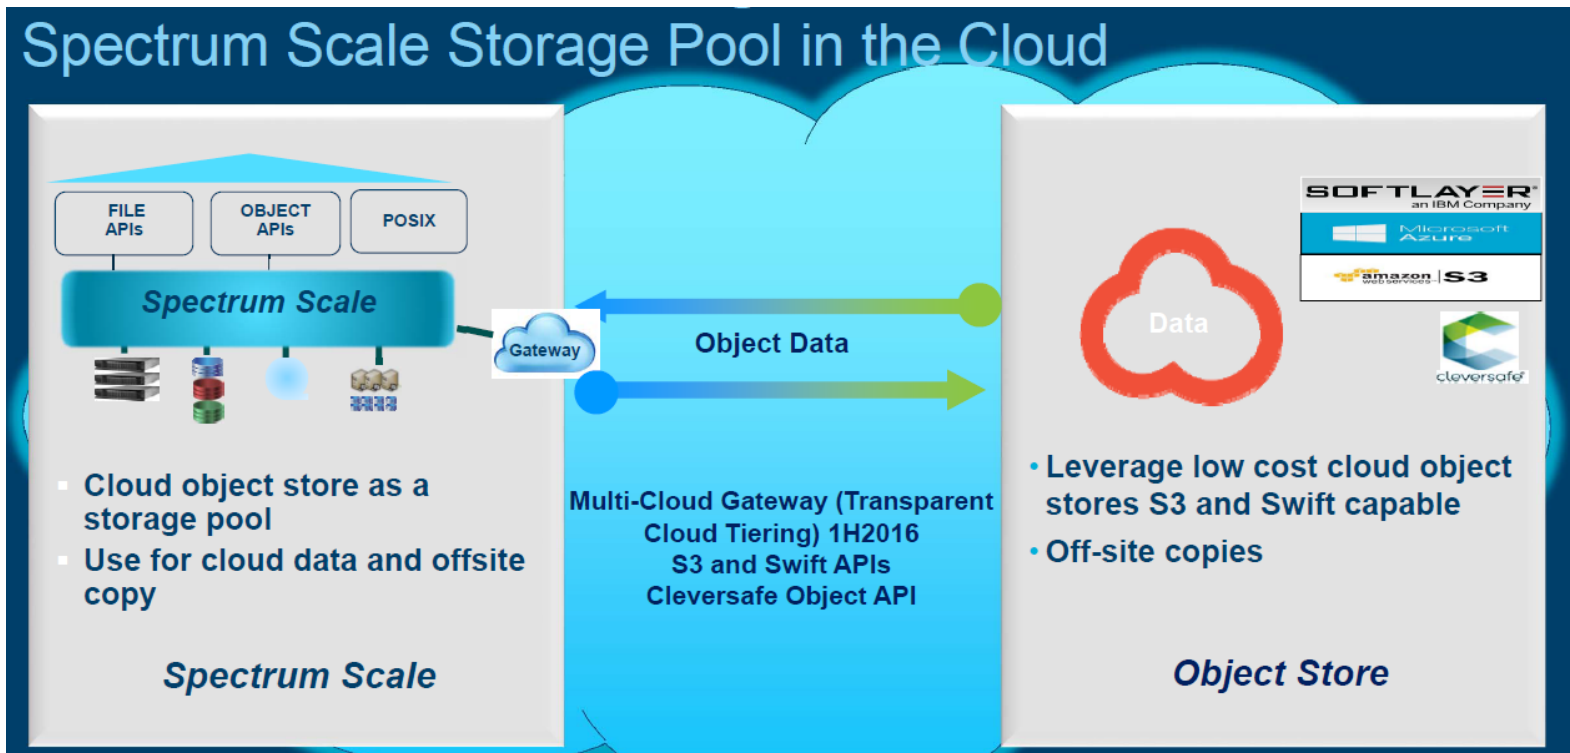 Spectrum Scale Storage Pool in the Cloud
FILE
APIs
OBJECT
APIs
POSIX
Spectrum Scale
Gateway
Cloud object store as a
storage pool
Use for cloud data and offsite
copy
Spectrum Scale
Object Data
Multi-Cloud Gateway (Transparent
Cloud Tiering) 1H2016
S3 and Swift APIs
Cleversafe Object API
SOFTLAYER®
an IBM Company
Microsoft
Azure
amazon
webservices
S3
cleversafe®
Data
Leverage low cost cloud object
stores S3 and Swift capable
Off-site copies
Object Store